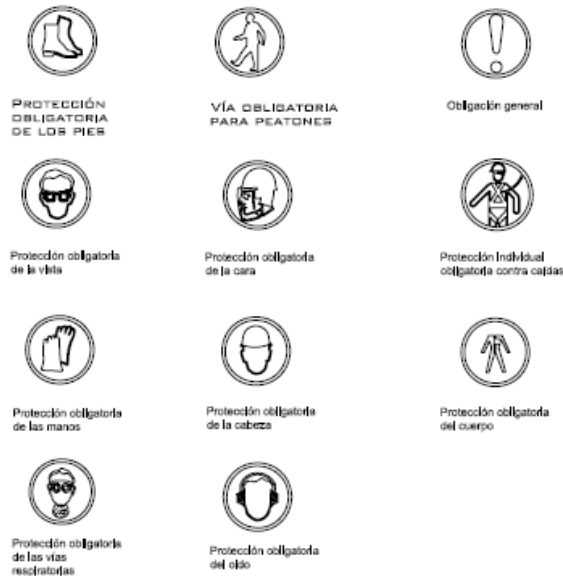 PROTECCIÓN
OBLIGATORIA
DE LOS PIES
VÍA OBLIGATORIA
PARA PEATONES
Obligación general
Protección obligatoria
de la vista
Protección obligatoria
de la cara
Protección individual
obligatoria contra caídas
Protección obligatoria
de las manos
Protección obligatoria
de la cabeza
Protección obligatoria
del cuerpo
Protección obligatoria
de las vías
respiratorias
Protección obligatoria
del oído